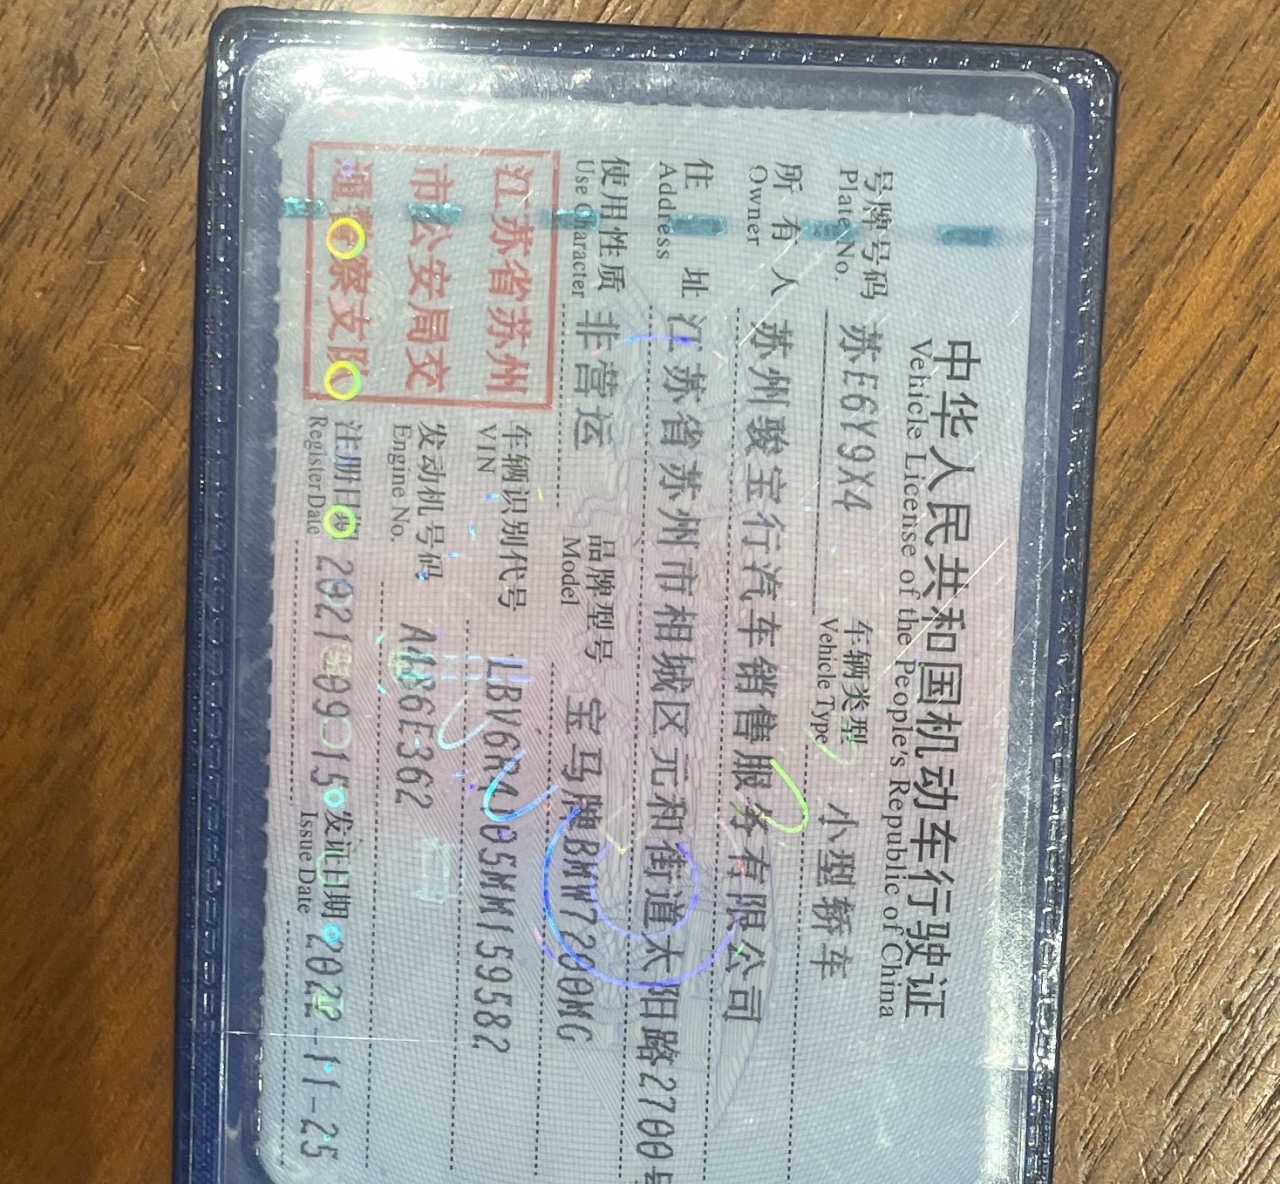 中华人民共和国机动车行驶证
Vehicle License of the People's Republic of China
号牌号码 苏E6Y9X4 车辆类型 小型轿车
Plate No. Vehicle Type
所有人 苏州骏宝行汽车销售服务有限公司
Owner
住址 江苏省苏州市相城区元和街道太阳路2700号
Address
使用性质 非营运 品牌型号 宝马牌BMW7200MG
Use Character Model
江苏省苏州
市公安局交
通警察支队
车辆识别代号 LBV6R4105MM159582
VIN
发动机号码 A486E362
Engine No.
注册日期 2021-09-15 发证日期 2022-11-25
Register Date Issue Date